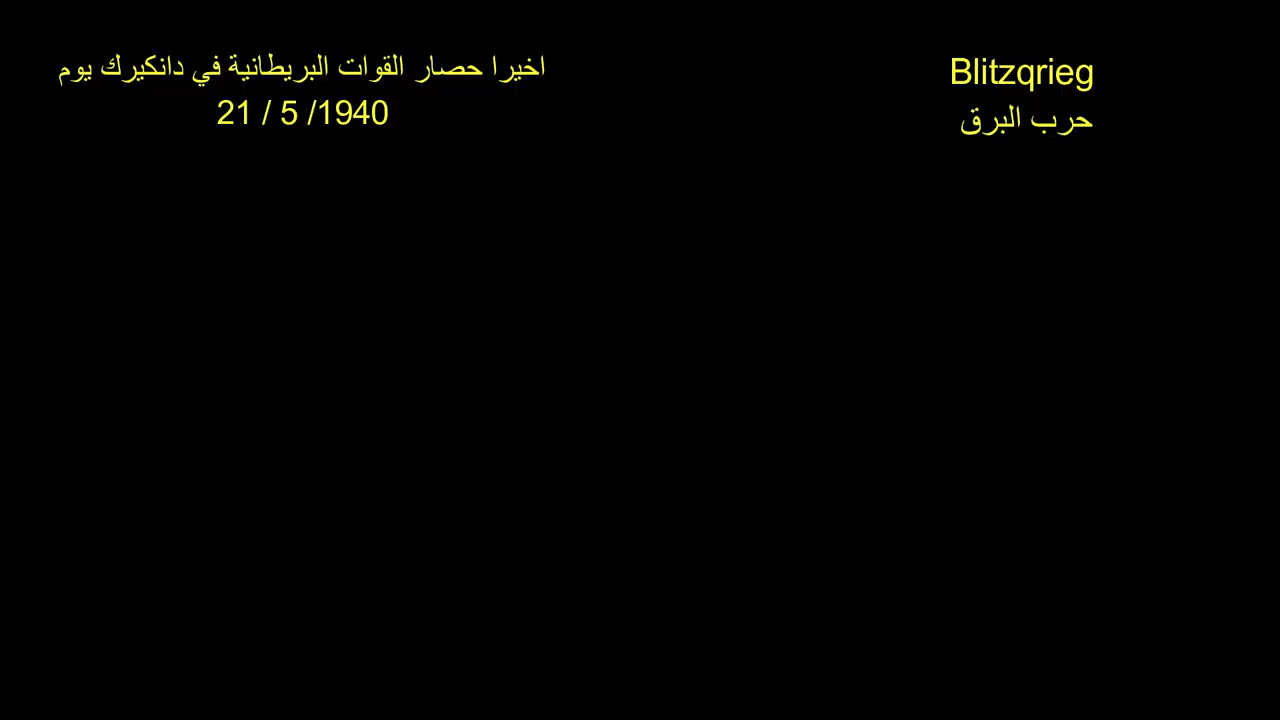 Blitzqrieg
حرب البرق
اخيرا حصار القوات البريطانية في دانكيرك يوم
21 / 5 /1940